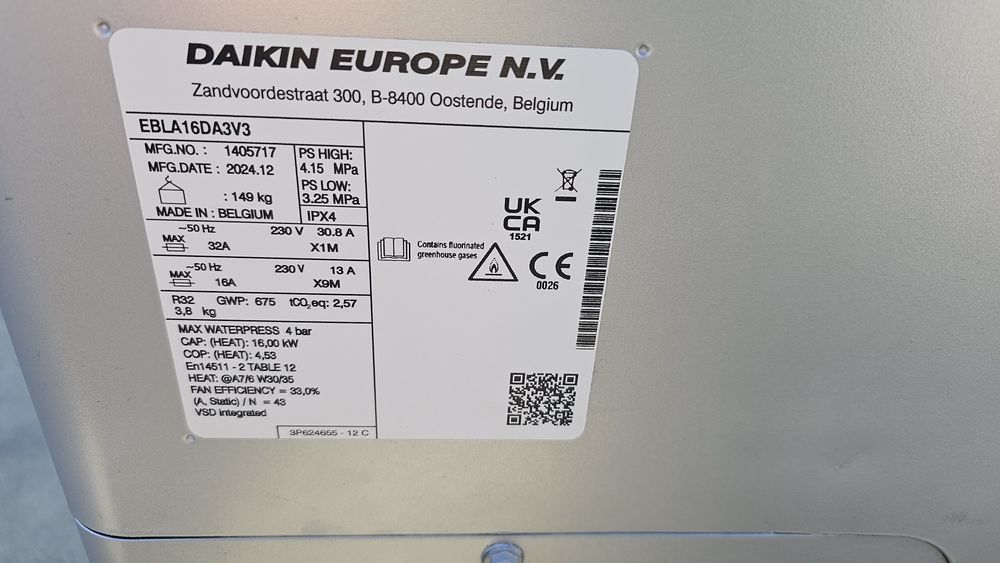 DAIKIN EUROPE N.V.
Zandvoordestraat 300, B-8400 Oostende, Belgium
EBLA16DA3V3
MFG.NO. : 1405717
MFG.DATE : 2024.12
: 149 kg
MADE IN : BELGIUM
PS HIGH:
4.15 MPa
PS LOW:
3.25 MPa
IPX4
~50 Hz 230 V 30.8 A
MAX 32A X1M
~50 Hz 230 V 13 A
MAX 16A X9M
R32 GWP: 675 tCO₂eq: 2,57
3,8 kg
MAX WATERPRESS 4 bar
CAP: (HEAT): 16,00 kW
COP: (HEAT): 4,53
En14511 - 2 TABLE 12
HEAT: @A7/6 W30/35
FAN EFFICIENCY = 33,0%
(A, Static) / N = 43
VSD integrated
3P624655 - 12 C
Contains fluorinated
greenhouse gases
UK
CA
1521
CE
0026